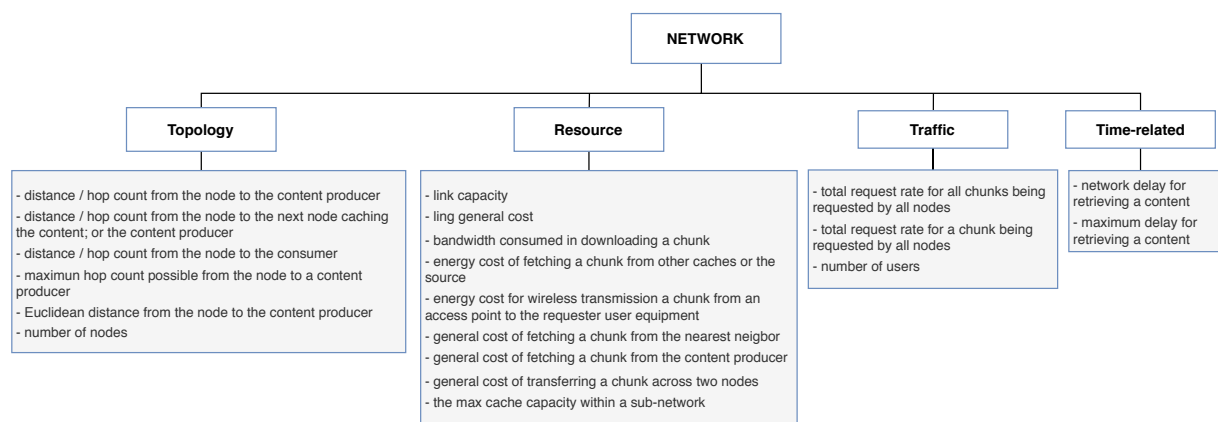 NETWORK
Topology
Resource
Traffic
Time-related
- distance / hop count from the node to the content producer
- distance / hop count from the node to the next node caching
the content; or the content producer
- distance / hop count from the node to the consumer
- maximun hop count possible from the node to a content
producer
- Euclidean distance from the node to the content producer
- number of nodes
- link capacity
- ling general cost
- bandwidth consumed in downloading a chunk
- energy cost of fetching a chunk from other caches or the
source
- energy cost for wireless transmission a chunk from an
access point to the requester user equipment
- general cost of fetching a chunk from the nearest neigbor
- general cost of fetching a chunk from the content producer
- general cost of transferring a chunk across two nodes
- the max cache capacity within a sub-network
- total request rate for all chunks being
requested by all nodes
- total request rate for a chunk being
requested by all nodes
- number of users
- network delay for
retrieving a content
- maximum delay for
retrieving a content